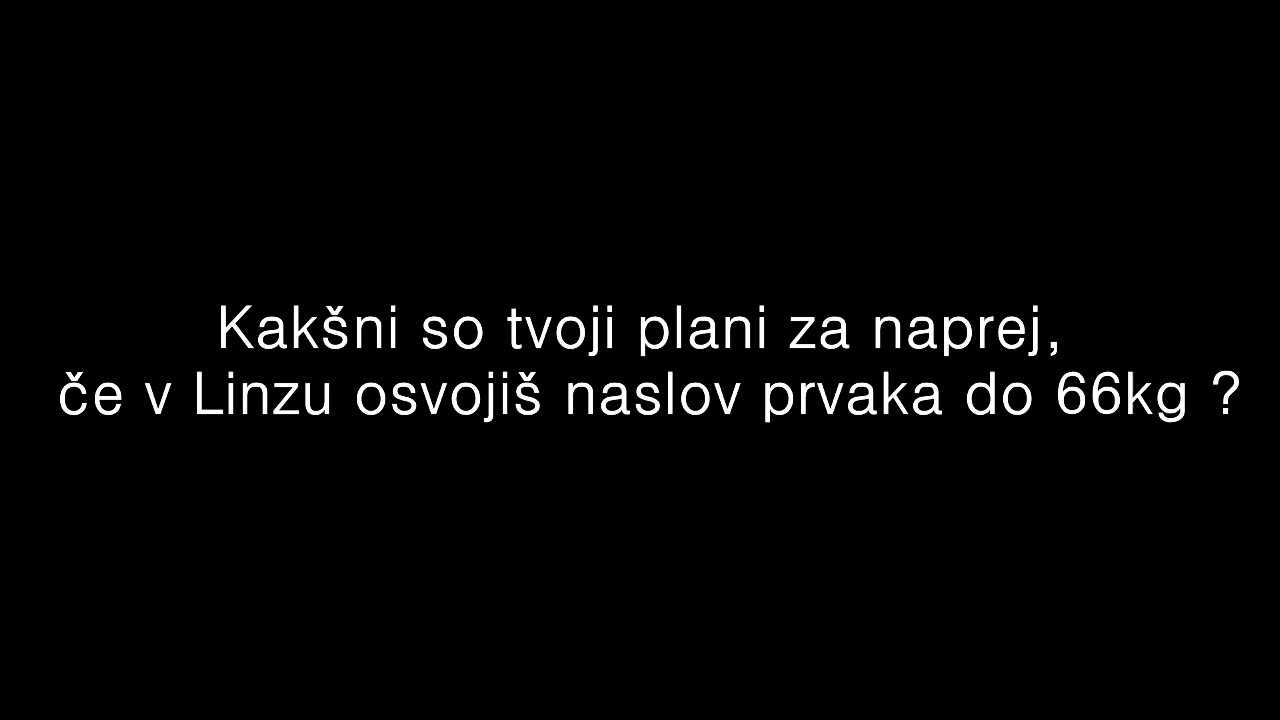 Kakšni so tvoji plani za naprej,
če v Linzu osvojiš naslov prvaka do 66kg ?